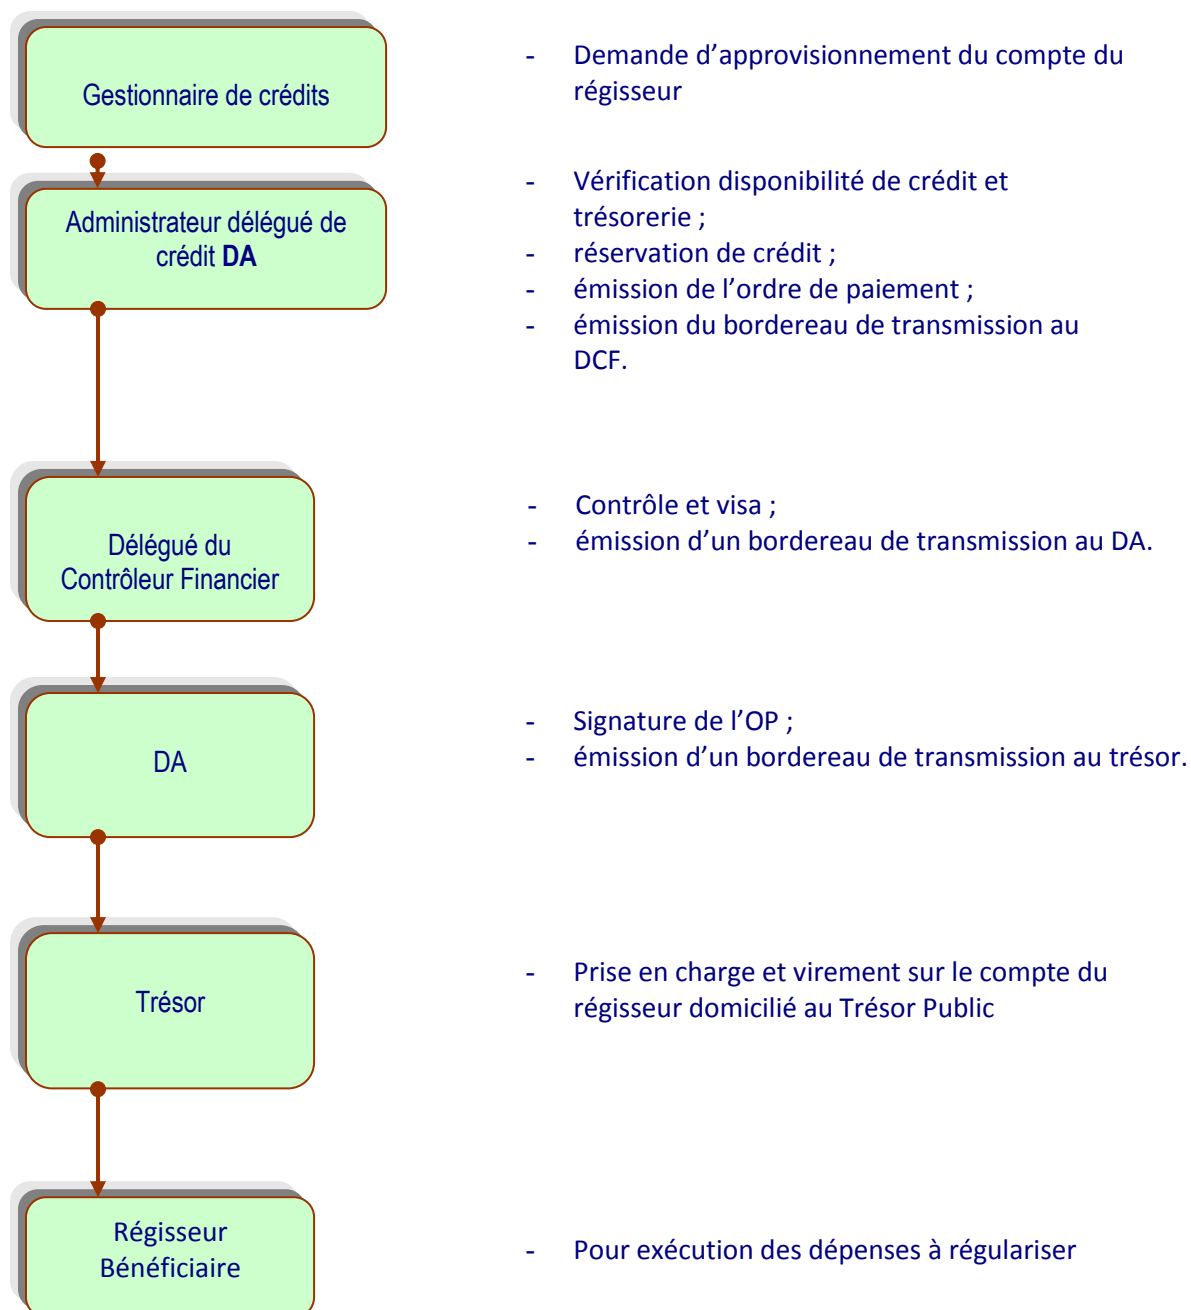 Gestionnaire de crédits
- Demande d’approvisionnement du compte du
régisseur
Administrateur délégué de
crédit DA
- Vérification disponibilité de crédit et
trésorerie ;
- réservation de crédit ;
- émission de l’ordre de paiement ;
- émission du bordereau de transmission au
DCF.
Délégué du
Contrôleur Financier
- Contrôle et visa ;
- émission d’un bordereau de transmission au DA.
DA
- Signature de l’OP ;
- émission d’un bordereau de transmission au trésor.
Trésor
- Prise en charge et virement sur le compte du
régisseur domicilié au Trésor Public
Régisseur
Bénéficiaire
- Pour exécution des dépenses à régulariser